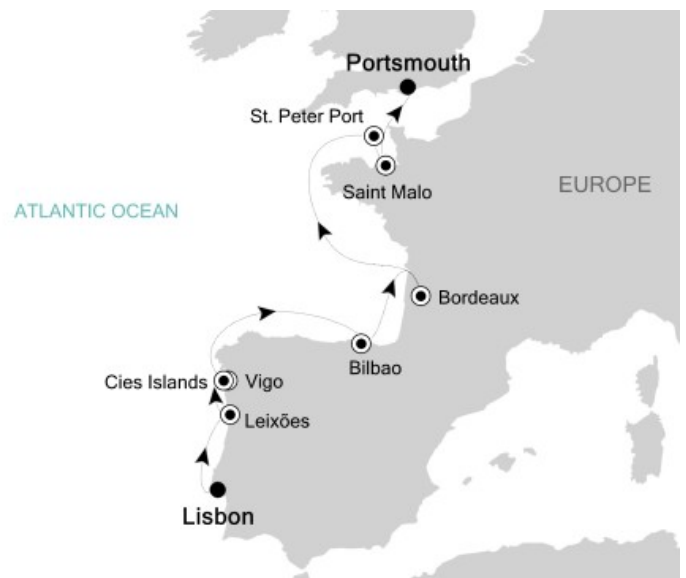 Portsmouth
St. Peter Port
Saint Malo
EUROPE
ATLANTIC OCEAN
Bordeaux
Bilbao
Cies Islands
Vigo
Leixões
Lisbon